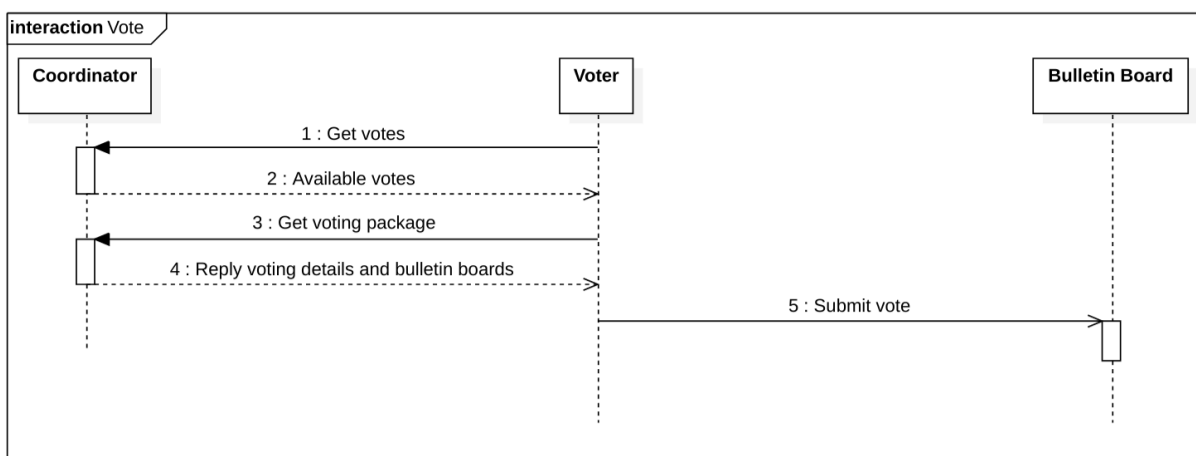 interaction Vote
Coordinator
Voter
Bulletin Board
1 : Get votes
2 : Available votes
3 : Get voting package
4 : Reply voting details and bulletin boards
5 : Submit vote